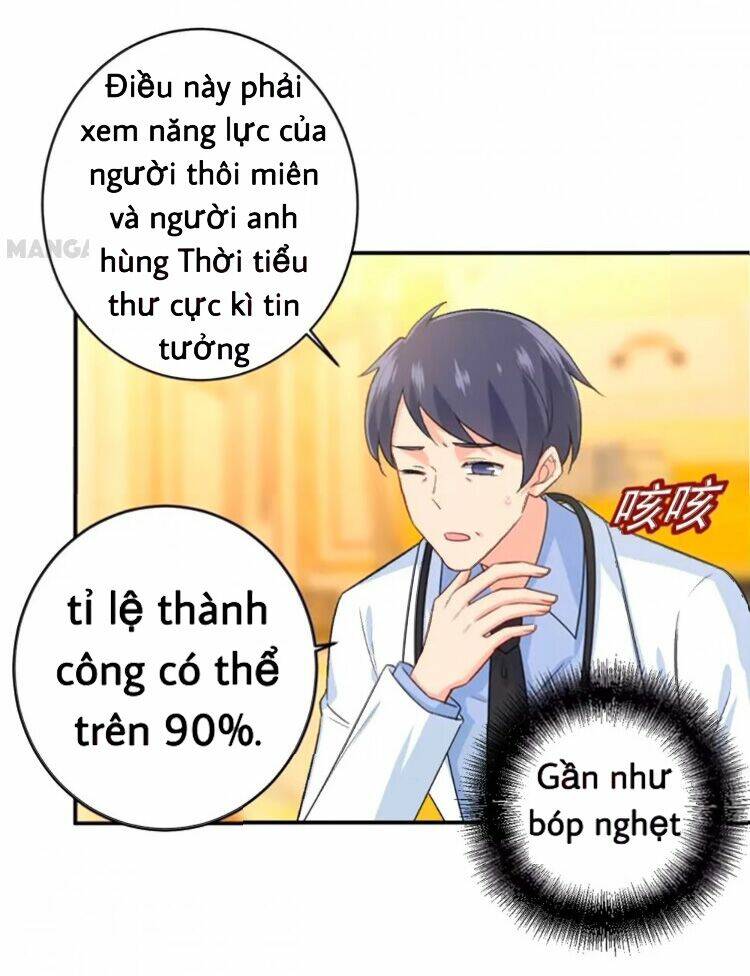 Điều này phải
xem năng lực của
người thôi miên
và người anh
hùng Thời tiểu
thư cực kì tin
tưởng
MANGA
咳咳
tỉ lệ thành
công có thể
trên 90%.
Gần như
bóp nghẹt